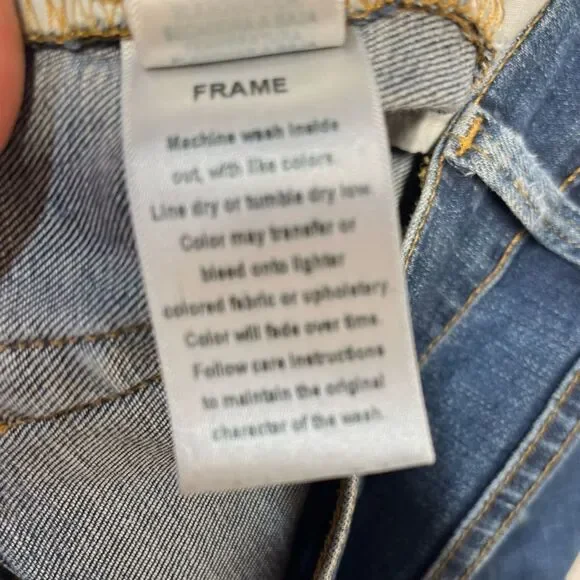 FRAME
Machine wash inside
out, with like colors.
Line dry or tumble dry low.
Color may transfer or
bleed onto lighter
colored fabric or upholstery.
Color will fade over time.
Follow care instructions
to maintain the original
character of the wash.